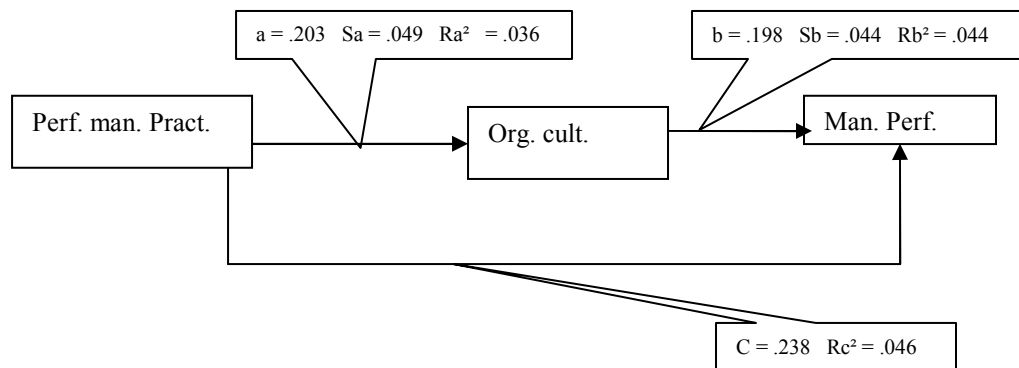 a = .203 Sa = .049 Ra² = .036
b = .198 Sb = .044 Rb² = .044
Perf. man. Pract.
Org. cult.
Man. Perf.
C = .238 Rc² = .046